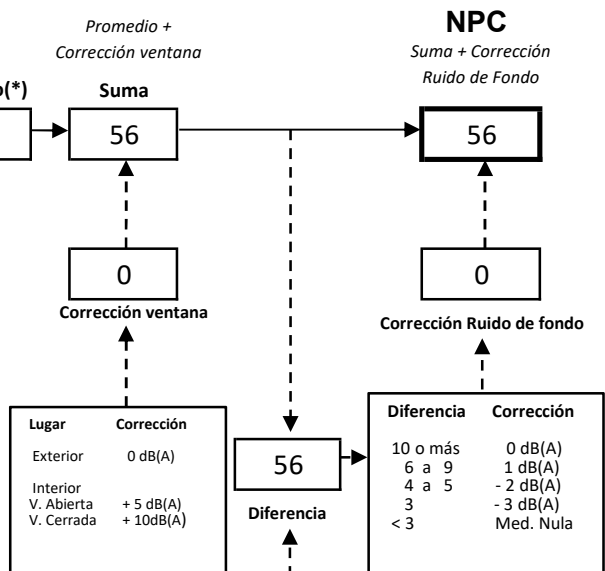 Promedio +
Corrección ventana
NPC
Suma + Corrección
Ruido de Fondo
o(*)
Suma
56
56
0
0
Corrección ventana
Corrección Ruido de fondo
Lugar Corrección
Exterior 0 dB(A)
Interior
V. Abierta + 5 dB(A)
V. Cerrada + 10dB(A)
56
Diferencia
Diferencia Corrección
10 o más 0 dB(A)
6 a 9 1 dB(A)
4 a 5 - 2 dB(A)
3 - 3 dB(A)
< 3 Med. Nula